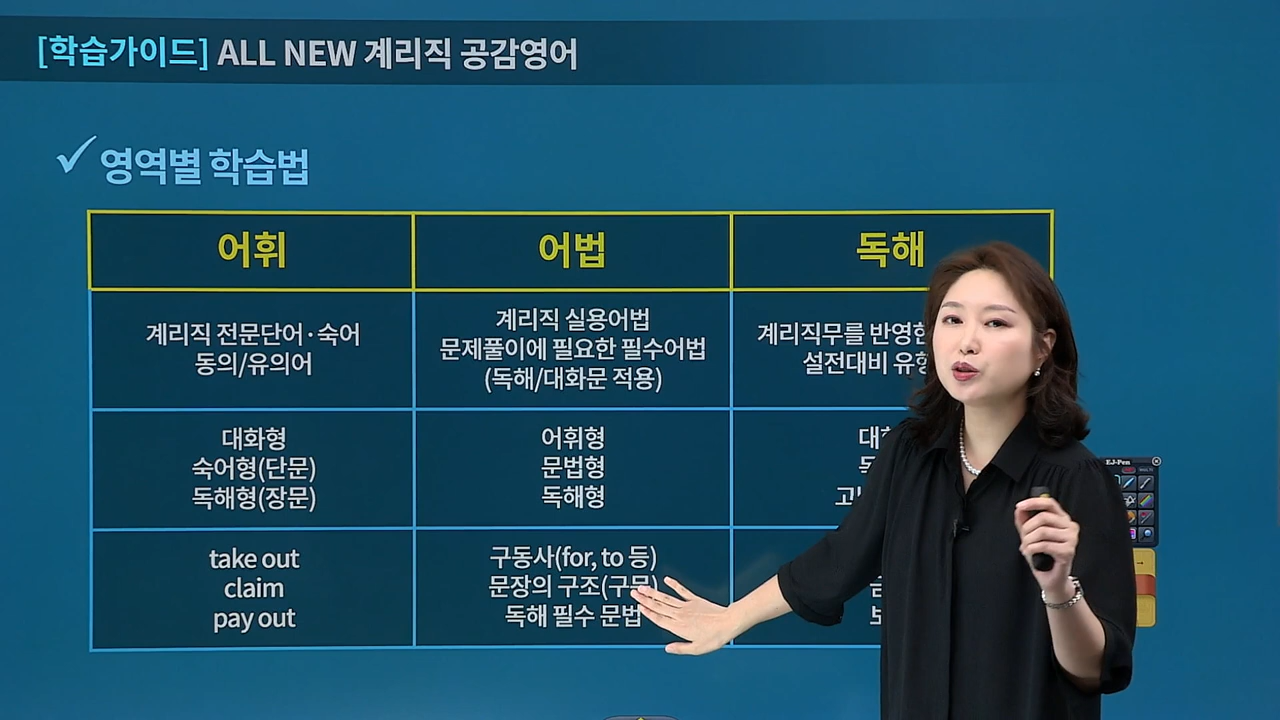 [학습가이드] ALL NEW 계리직 공감영어
영역별 학습법
어휘
어법
독해
계리직 전문단어·숙어
동의/유의어
계리직 실용어법
문제풀이에 필요한 필수어법
(독해/대화문 적용)
계리직무를
설전대비
대화형
숙어형(단문)
독해형(장문)
어휘형
문법형
독해형
take out
claim
pay out
구동사(for, to 등)
문장의 구조(구문)
독해 필수 문법
EJ-Pen